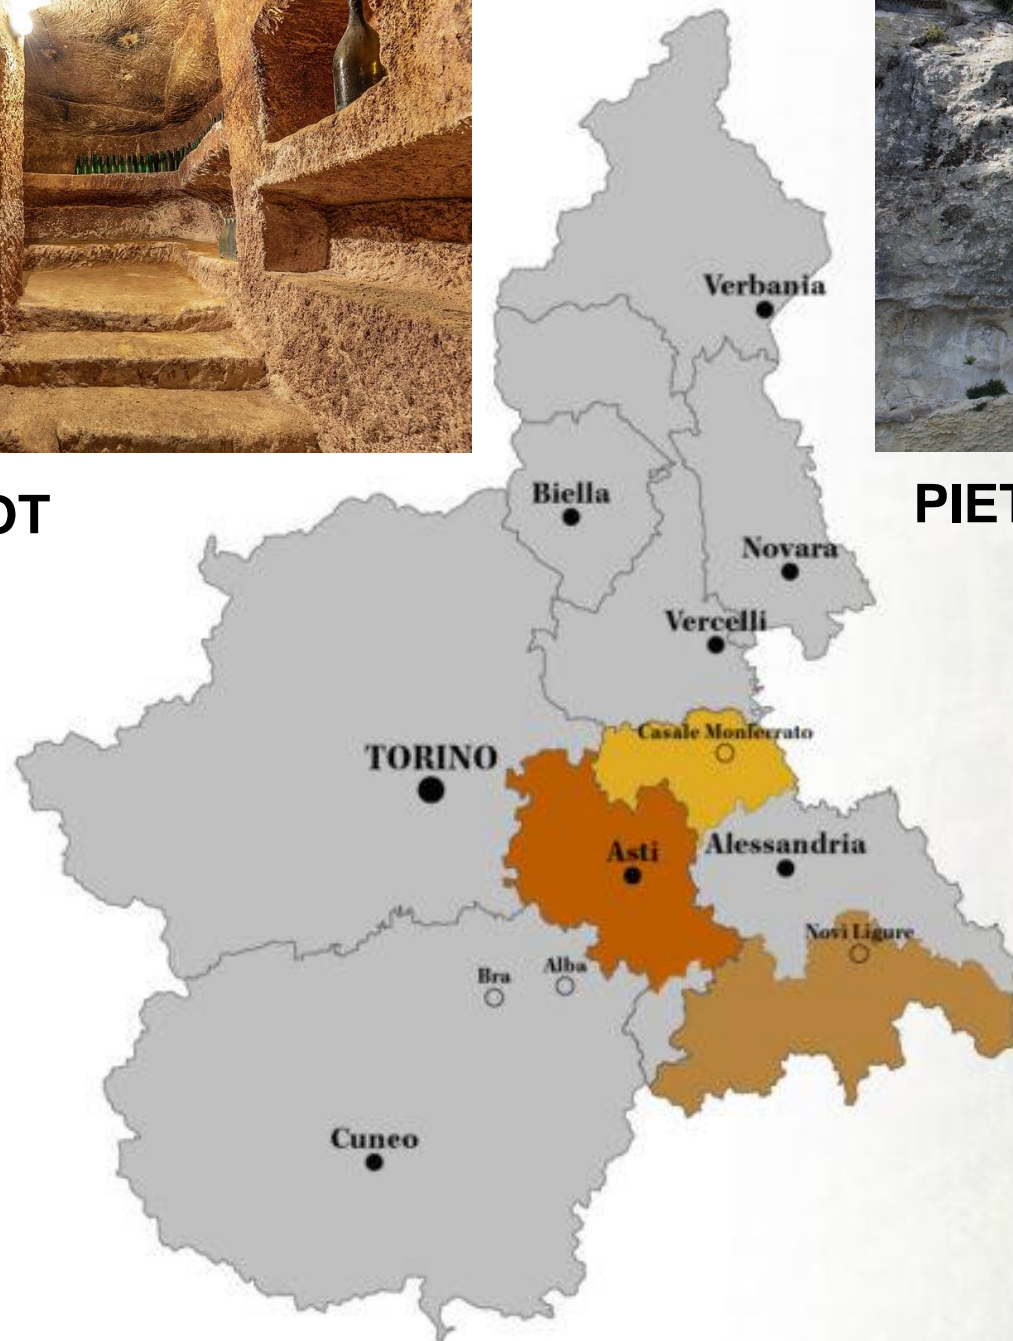 Verbania
OT
PIET
Biella
Novara
Vercelli
Casale Monferrato
TORINO
Asti
Alessandria
Novi Ligure
Bra
Alba
Cuneo